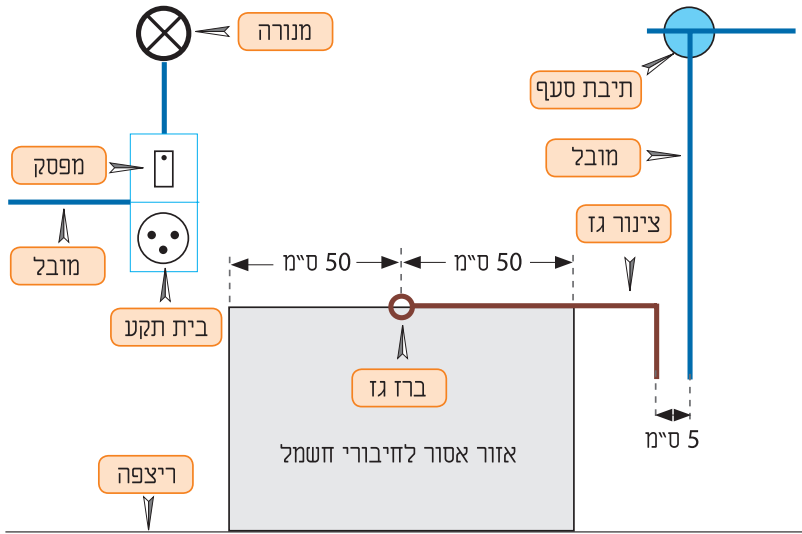 מנורה
תיבת סעף
מפסק
מובל
צינור גז
מובל
50 ס״מ
50 ס״מ
בית תקע
ברז גז
5 ס״מ
אזור אסור לחיבורי חשמל
ריצפה